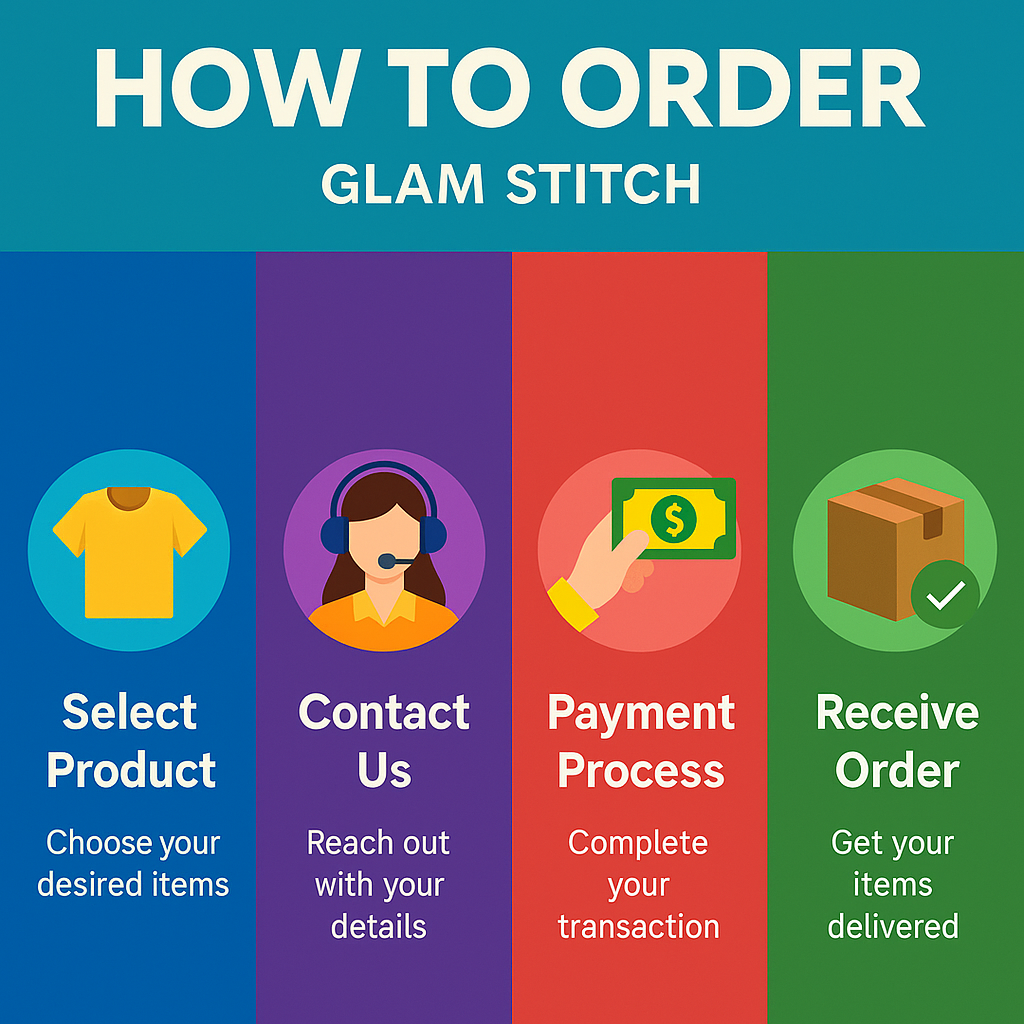 HOW TO ORDER
GLAM STITCH
Select
Product
Choose your
desired items
Contact
Us
Reach out
with your
details
$
Payment
Process
Complete
your
transaction
Receive
Order
Get your
items
delivered